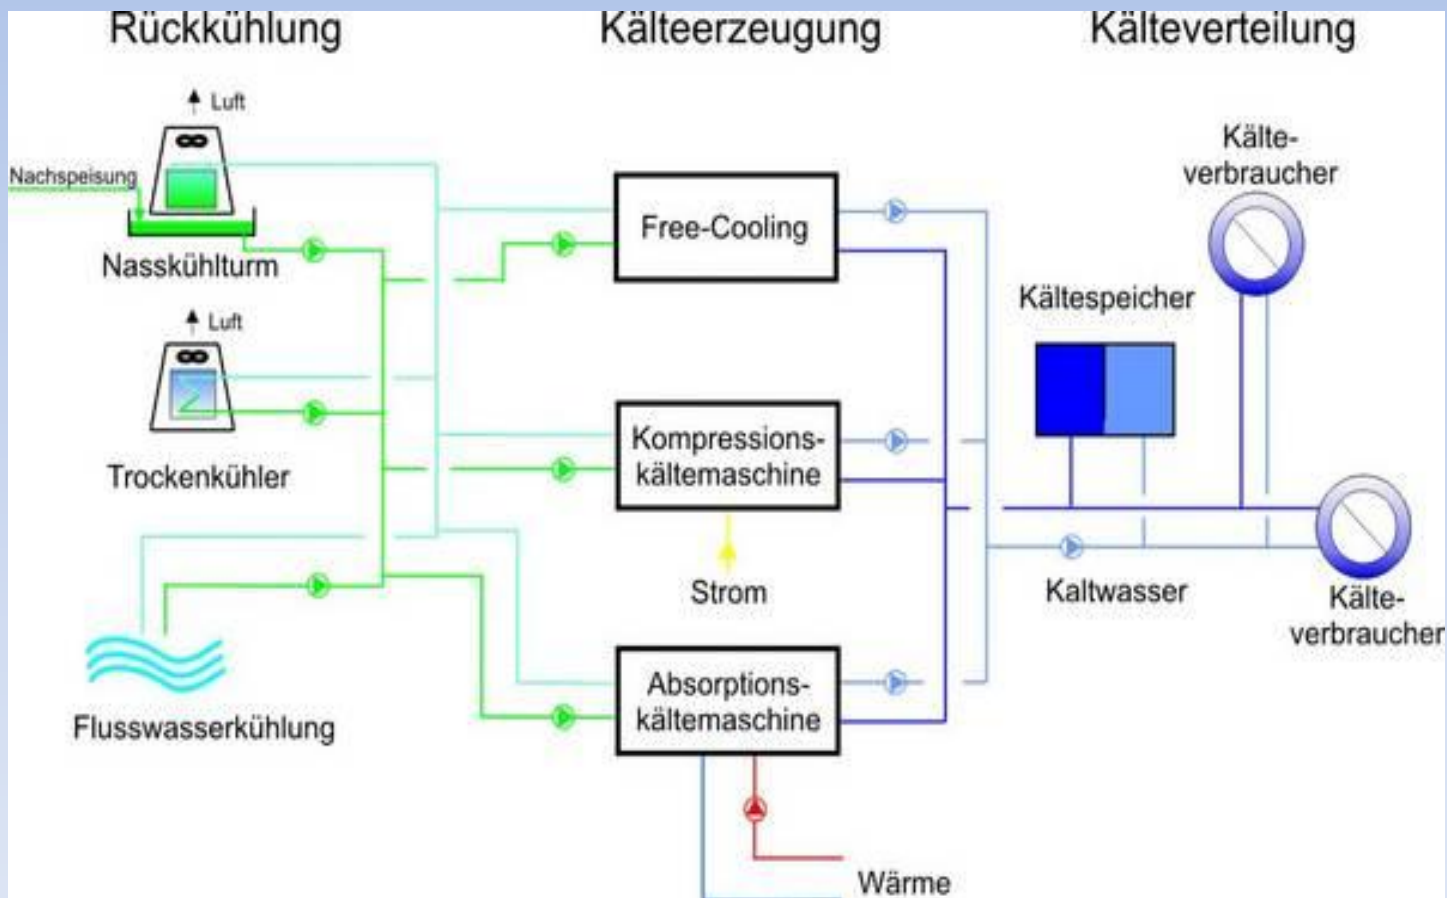 Rückkühlung
Kälteerzeugung
Kälteverteilung
Luft
Nachspeisung
Nasskühlturm
Luft
Trockenkühler
Flusswasserkühlung
Free-Cooling
Kompressions-
kältemaschine
Strom
Absorptions-
kältemaschine
Wärme
Kälte-
verbraucher
Kältespeicher
Kaltwasser
Kälte-
verbraucher